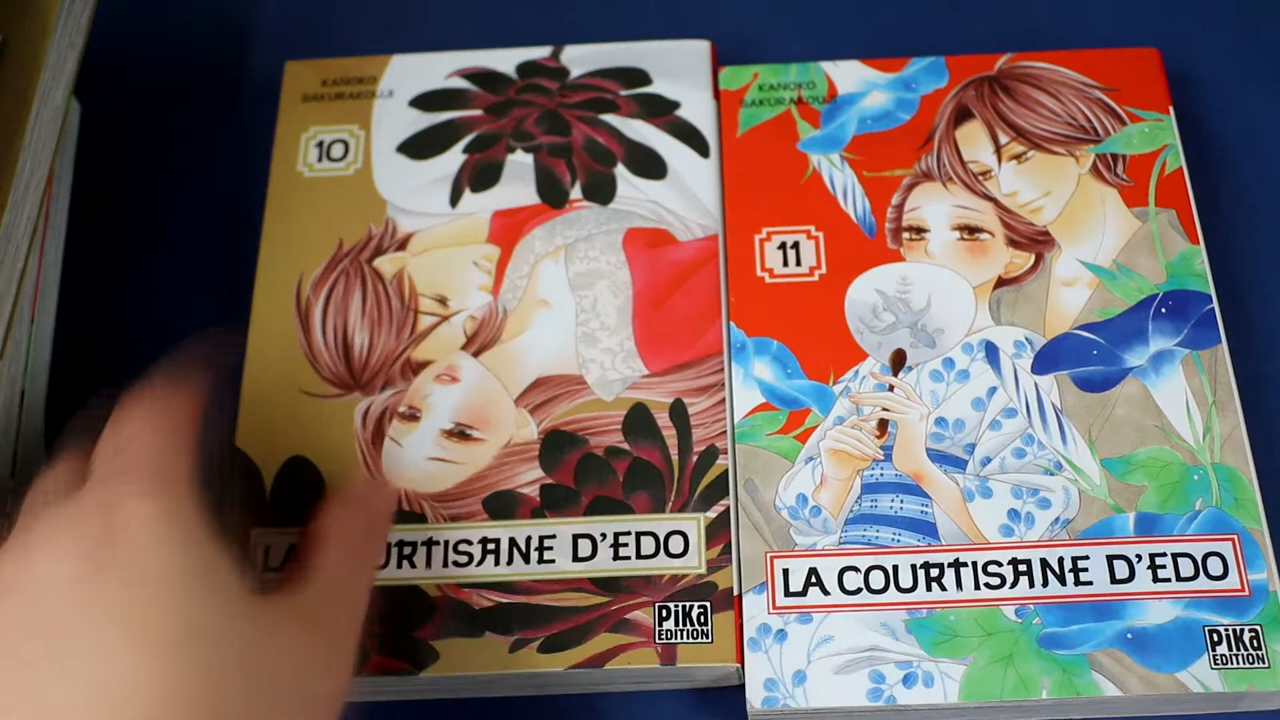 KANOKO
SAKURAKOUJI
10
LA COURTISANE D'EDO
PIKA
EDITION
KANOKO
SAKURAKOUJI
11
LA COURTISANE D'EDO
PIKA
EDITION